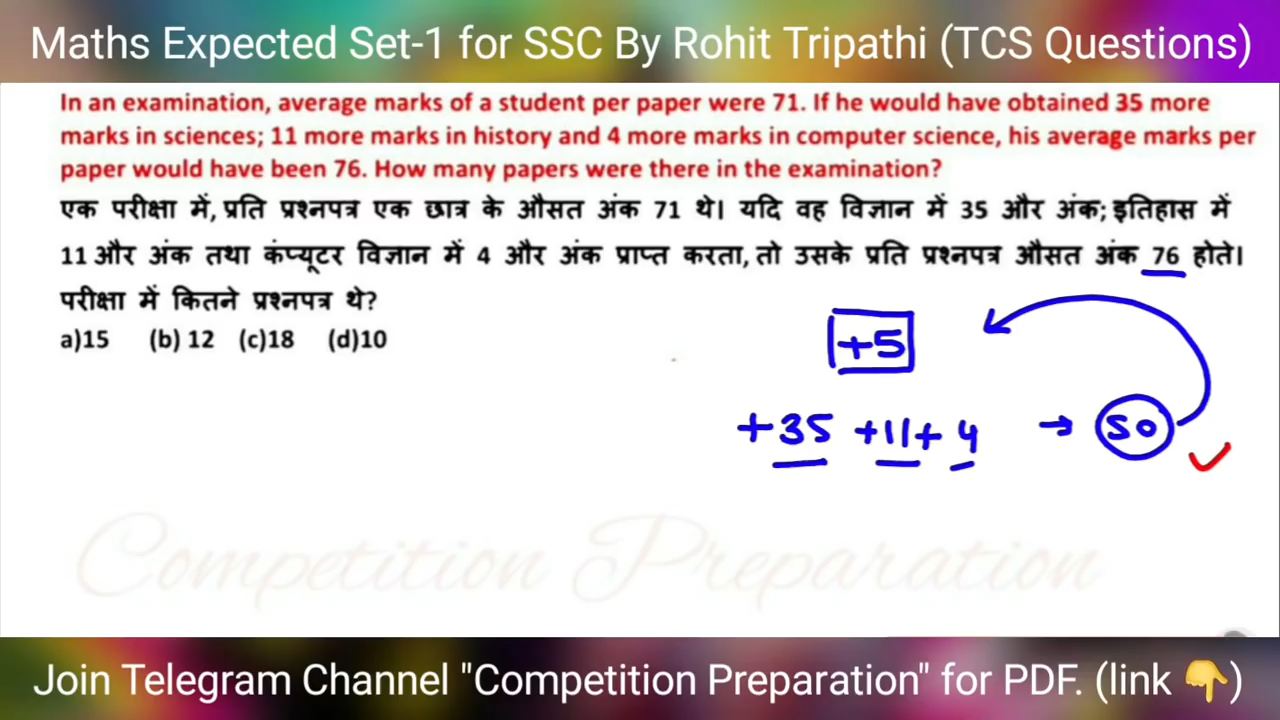 Maths Expected Set-1 for SSC By Rohit Tripathi (TCS Questions)
In an examination, average marks of a student per paper were 71. If he would have obtained 35 more
marks in sciences; 11 more marks in history and 4 more marks in computer science, his average marks per
paper would have been 76. How many papers were there in the examination?
एक परीक्षा में, प्रति प्रश्नपत्र एक छात्र के औसत अंक 71 थे। यदि वह विज्ञान में 35 और अंक; इतिहास में
11 और अंक तथा कंप्यूटर विज्ञान में 4 और अंक प्राप्त करता, तो उसके प्रति प्रश्नपत्र औसत अंक 76 होते।
परीक्षा में कितने प्रश्नपत्र थे?
a)15 (b) 12 (c)18 (d)10
+5
+35 +11+ 4 → 50
Competition Preparation
Join Telegram Channel "Competition Preparation" for PDF. (link 👇)